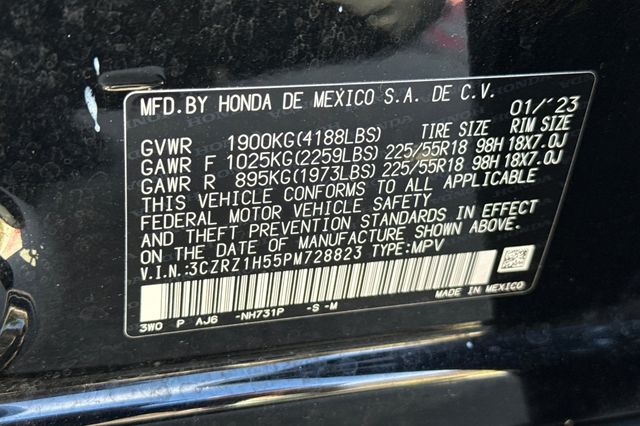 MFD.BY HONDA DE MEXICO S.A. DE C.V. 01/'23
GVWR 1900KG(4188LBS) TIRE SIZE RIM SIZE
GAWR F 1025KG(2259LBS) 225/55R18 98H 18X7.0J
GAWR R 895KG(1973LBS) 225/55R18 98H 18X7.0J
THIS VEHICLE CONFORMS TO ALL APPLICABLE
FEDERAL MOTOR VEHICLE SAFETY
AND THEFT PREVENTION STANDARDS IN EFFECT
ON THE DATE OF MANUFACTURE SHOWN ABOVE.
V.I.N.:3CZRZ1H55PM728823 TYPE:MPV
3W0 P AJ6 -NH731P -S -M
MADE IN MEXICO